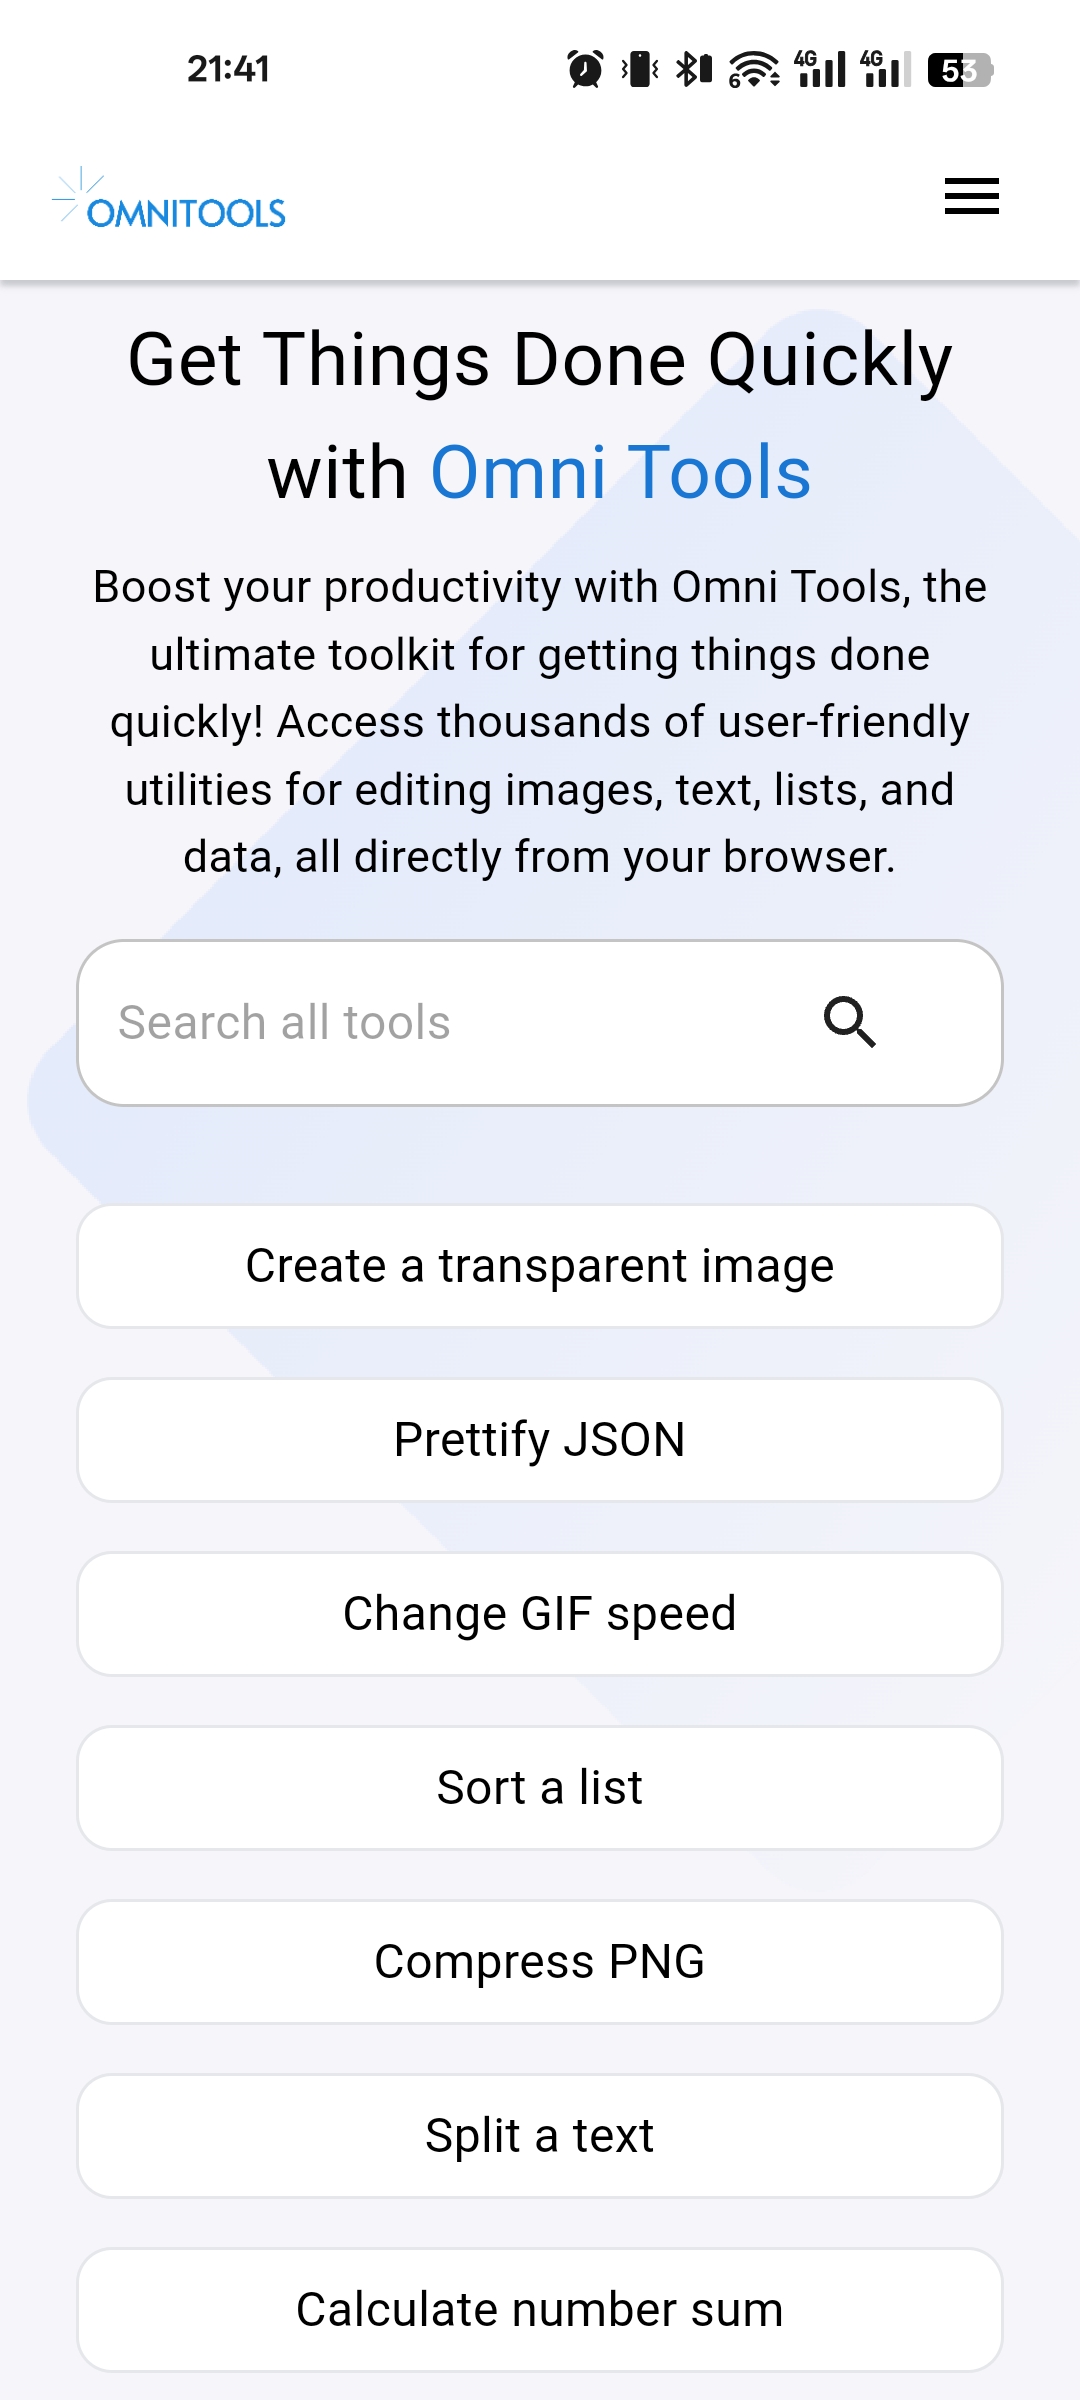 21:41
6 4G 4G 53
OMNITOOLS
Get Things Done Quickly
with Omni Tools
Boost your productivity with Omni Tools, the
ultimate toolkit for getting things done
quickly! Access thousands of user-friendly
utilities for editing images, text, lists, and
data, all directly from your browser.
Search all tools
Create a transparent image
Prettify JSON
Change GIF speed
Sort a list
Compress PNG
Split a text
Calculate number sum